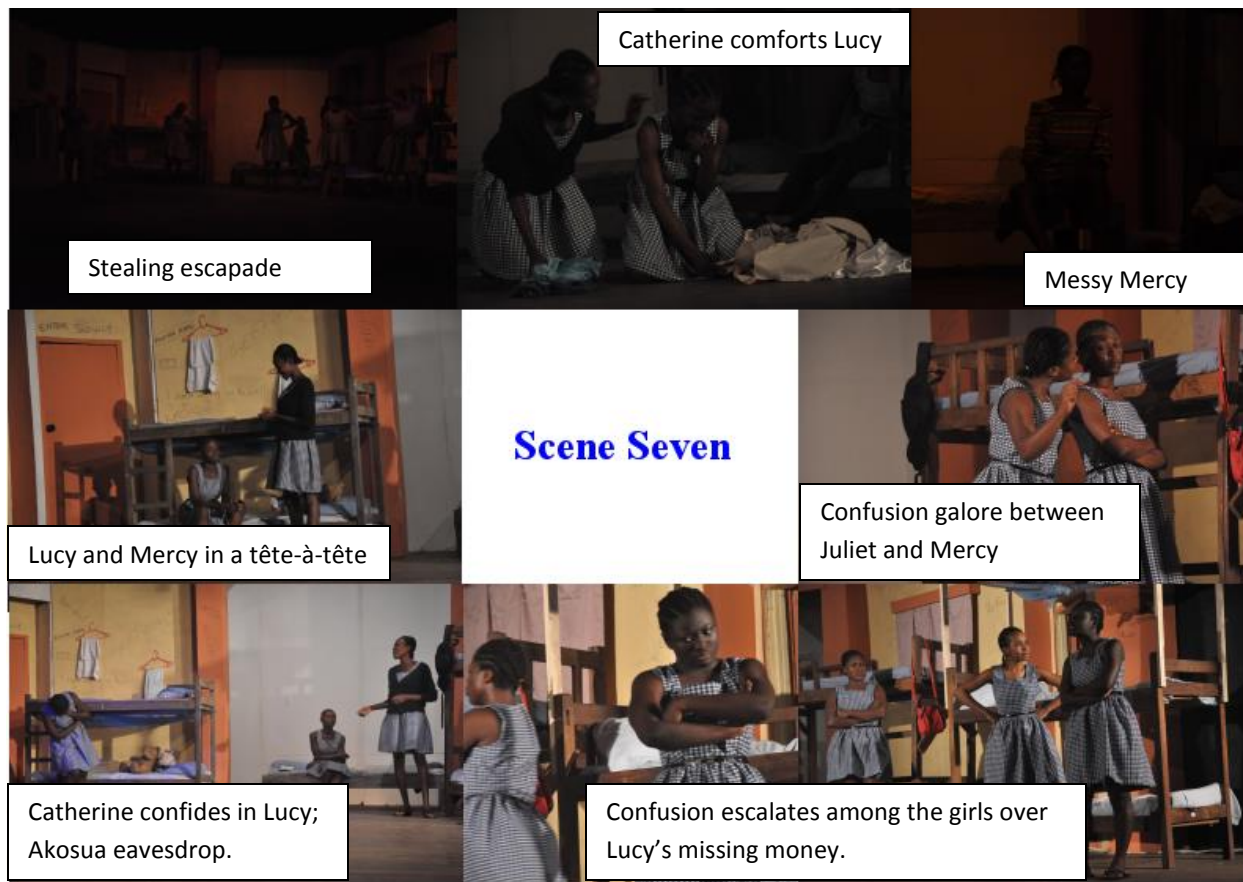 Catherine comforts Lucy
Stealing escapade
Messy Mercy
Lucy and Mercy in a tête-à-tête
Scene Seven
Confusion galore between
Juliet and Mercy
Catherine confides in Lucy;
Akosua eavesdrop.
Confusion escalates among the girls over
Lucy's missing money.